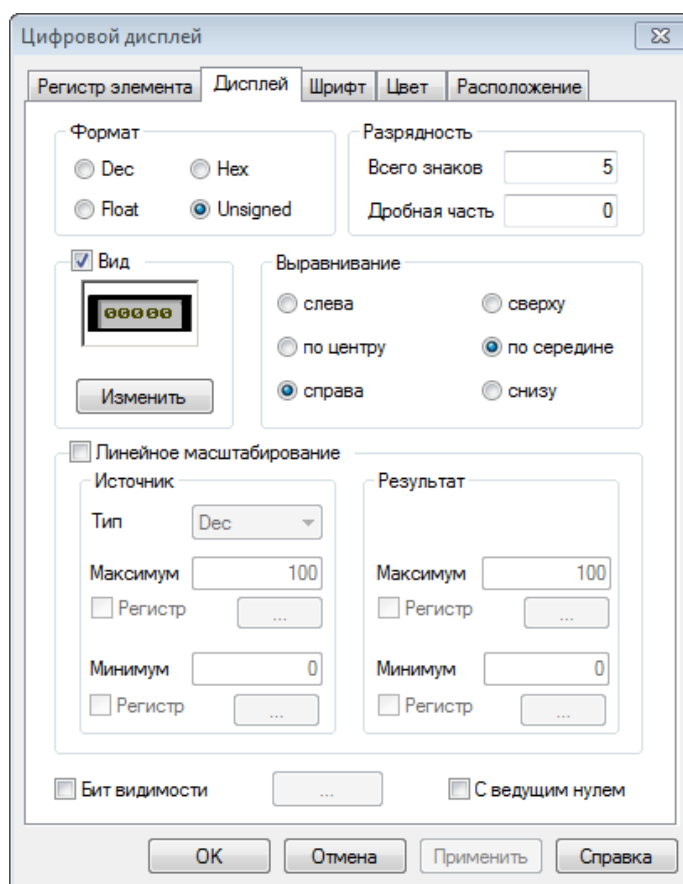 Цифровой дисплей
Регистр элемента Дисплей Шрифт Цвет Расположение
Формат
Dec Hex
Float Unsigned
Разрядность
Всего знаков 5
Дробная часть 0
Вид
00000
Изменить
Выравнивание
слева сверху
по центру по середине
справа снизу
Линейное масштабирование
Источник
Тип Dec
Максимум 100
Регистр ...
Минимум 0
Регистр ...
Результат
Максимум 100
Регистр ...
Минимум 0
Регистр ...
Бит видимости ... С ведущим нулем
OK Отмена Применить Справка